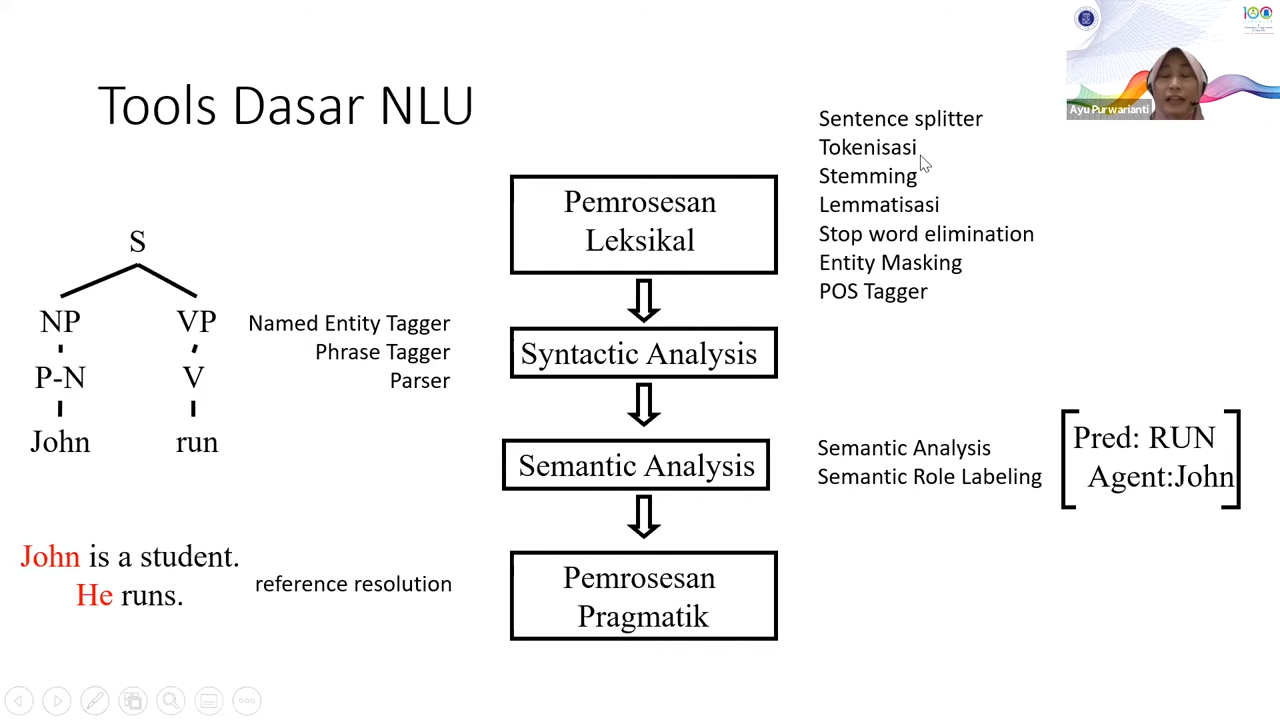 Tools Dasar NLU
Ayu Purwarianti
100
Sentence splitter
Tokenisasi
Stemming
Lemmatisasi
Stop word elimination
Entity Masking
POS Tagger
Pemrosesan
Leksikal
S
NP VP
P-N V
John run
Named Entity Tagger
Phrase Tagger
Parser
Syntactic Analysis
Semantic Analysis
Semantic Analysis
Semantic Role Labeling
Pred: RUN
Agent:John
John is a student.
He runs.
reference resolution
Pemrosesan
Pragmatik